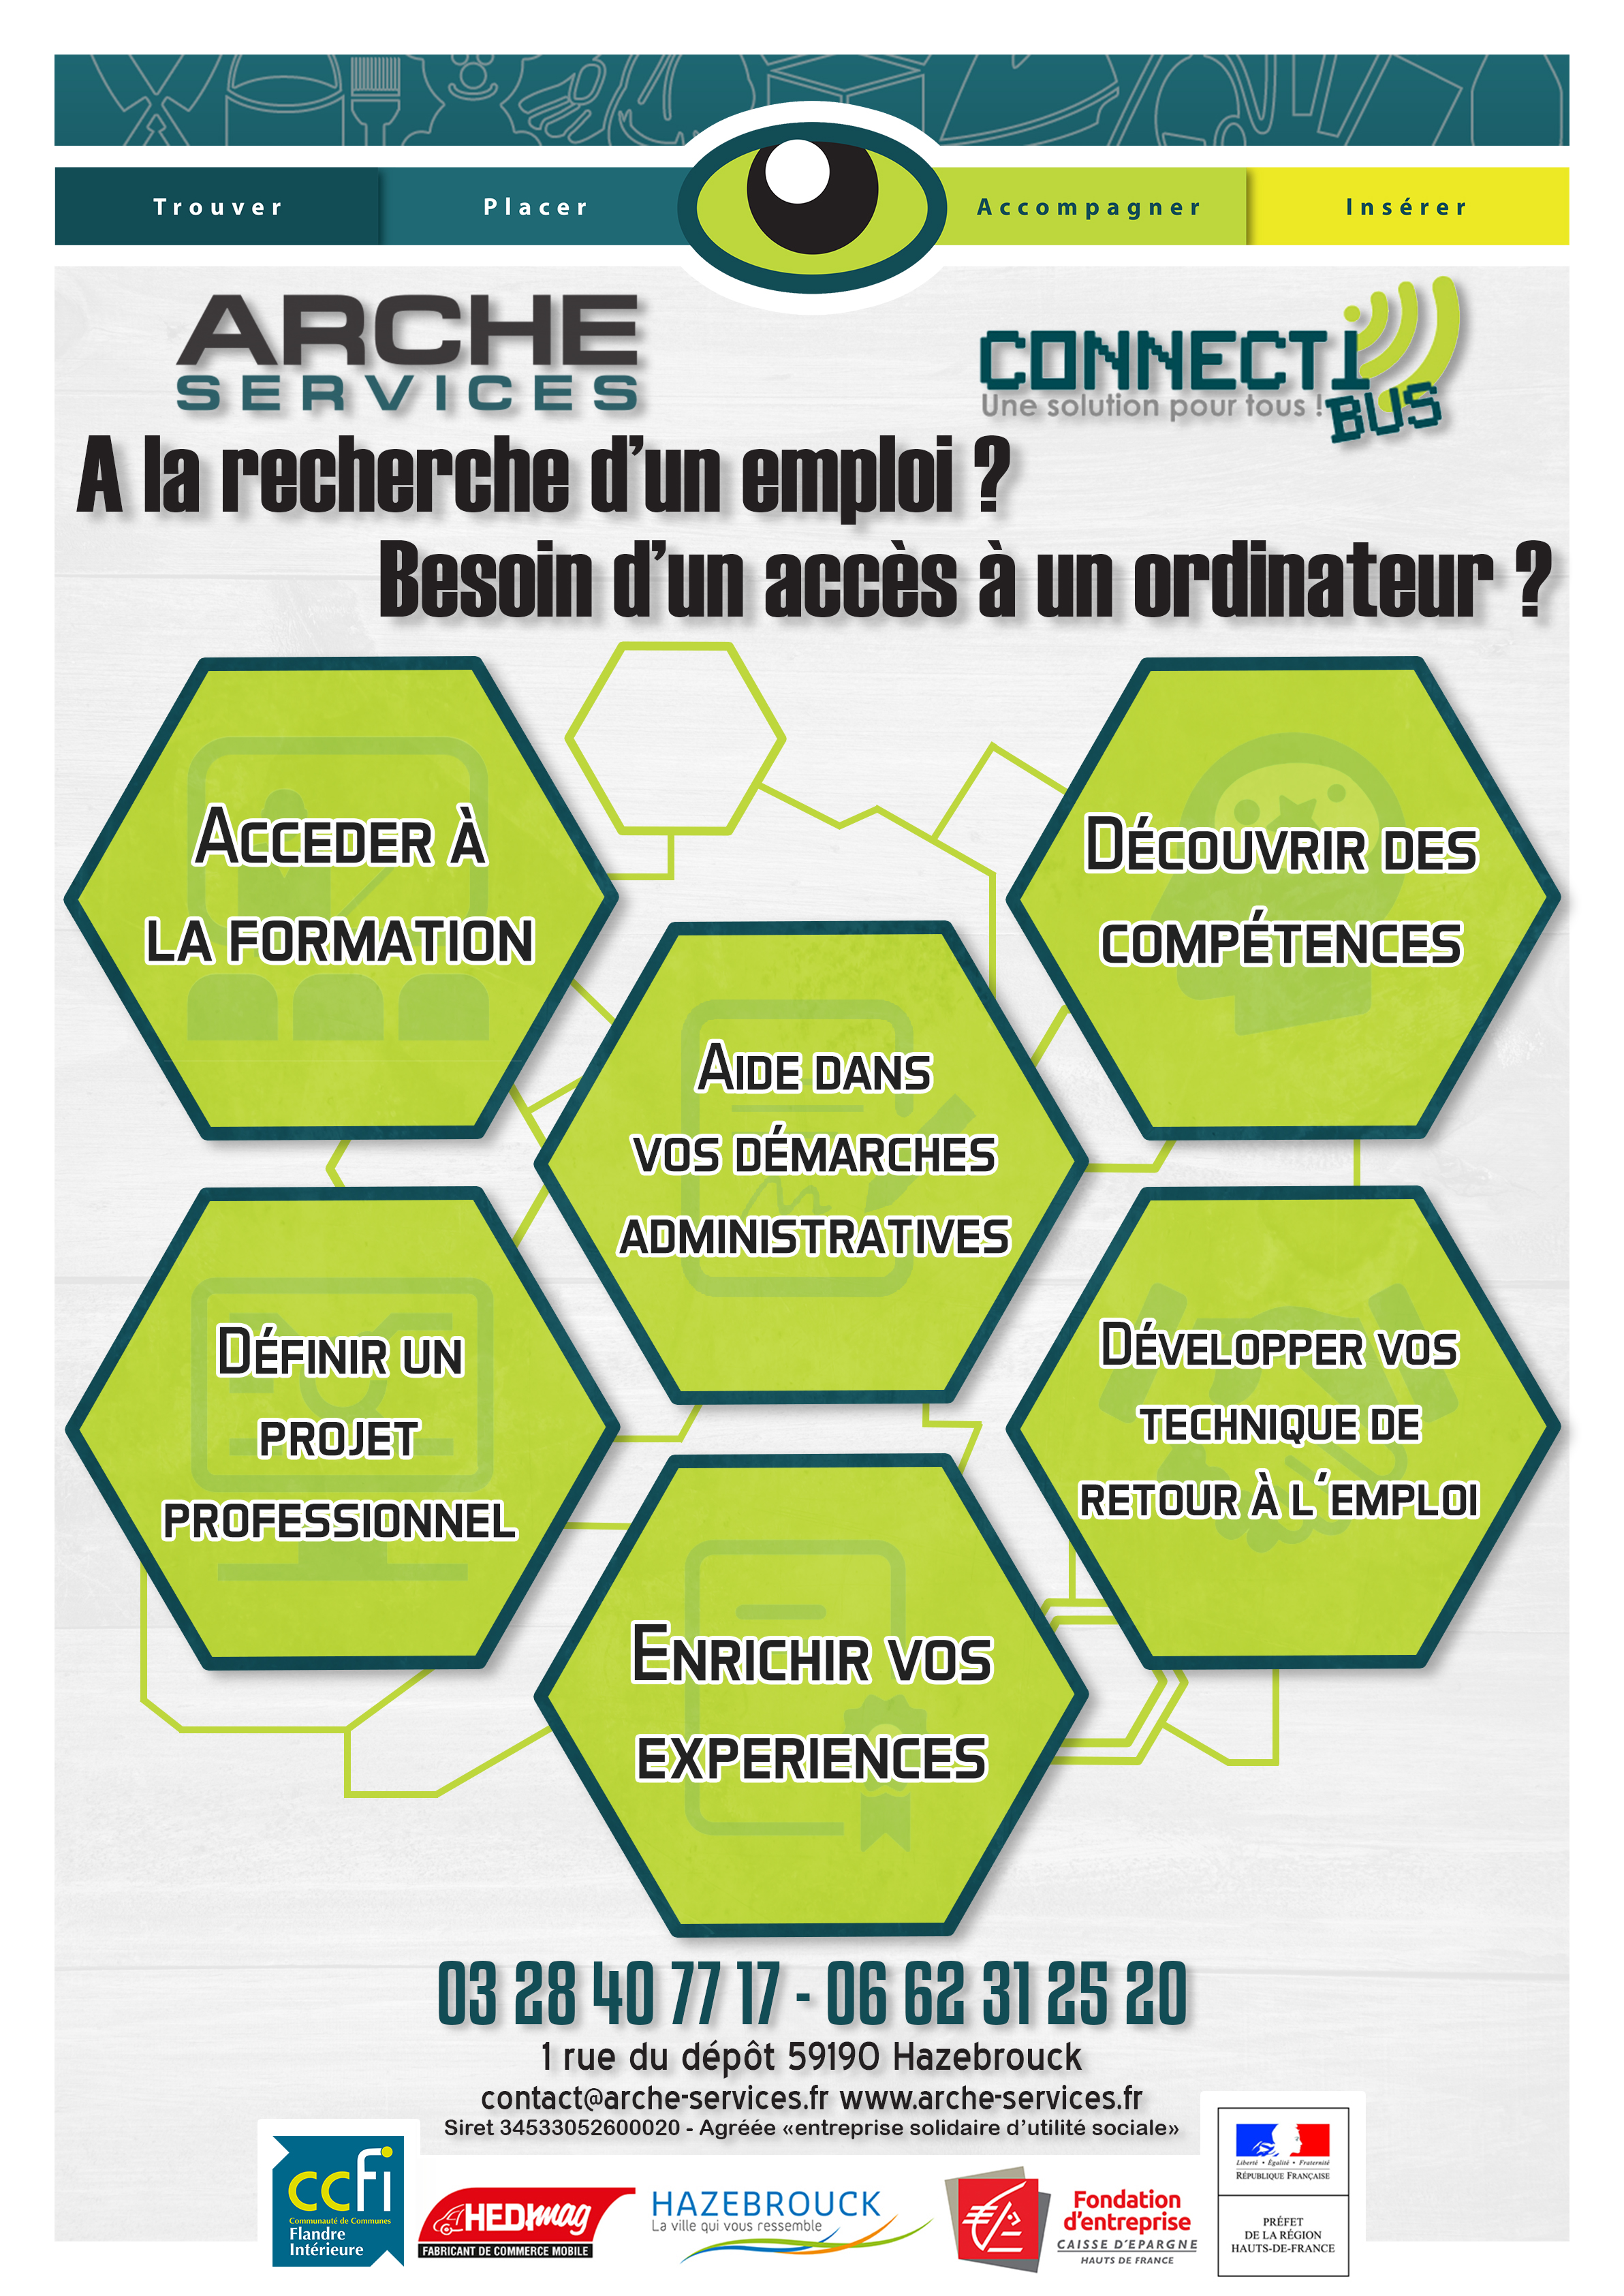 Trouver
Placer
Accompagner
Insérer
ARCHE
SERVICES
CONNECTI
Une solution pour tous !
BUS
A la recherche d'un emploi ?
Besoin d'un accès à un ordinateur ?
ACCEDER À
LA FORMATION
DÉCOUVRIR DES
COMPÉTENCES
AIDE DANS
VOS DÉMARCHES
ADMINISTRATIVES
DÉFINIR UN
PROJET
PROFESSIONNEL
DÉVELOPPER VOS
TECHNIQUE DE
RETOUR À L'EMPLOI
ENRICHIR VOS
EXPERIENCES
03 28 40 77 17 - 06 62 31 25 20
1 rue du dépôt 59190 Hazebrouck
contact@arche-services.fr www.arche-services.fr
Siret 34533052600020 - Agréée «entreprise solidaire d'utilité sociale»
ccfi
Communauté de Communes
Flandre
Intérieure
HEDImag
FABRICANT DE COMMERCE MOBILE
HAZEBROUCK
La ville qui vous ressemble
Fondation
d'entreprise
CAISSE D'EPARGNE
HAUTS DE FRANCE
Liberté • Égalité • Fraternité
RÉPUBLIQUE FRANÇAISE
PRÉFET
DE LA RÉGION
HAUTS-DE-FRANCE